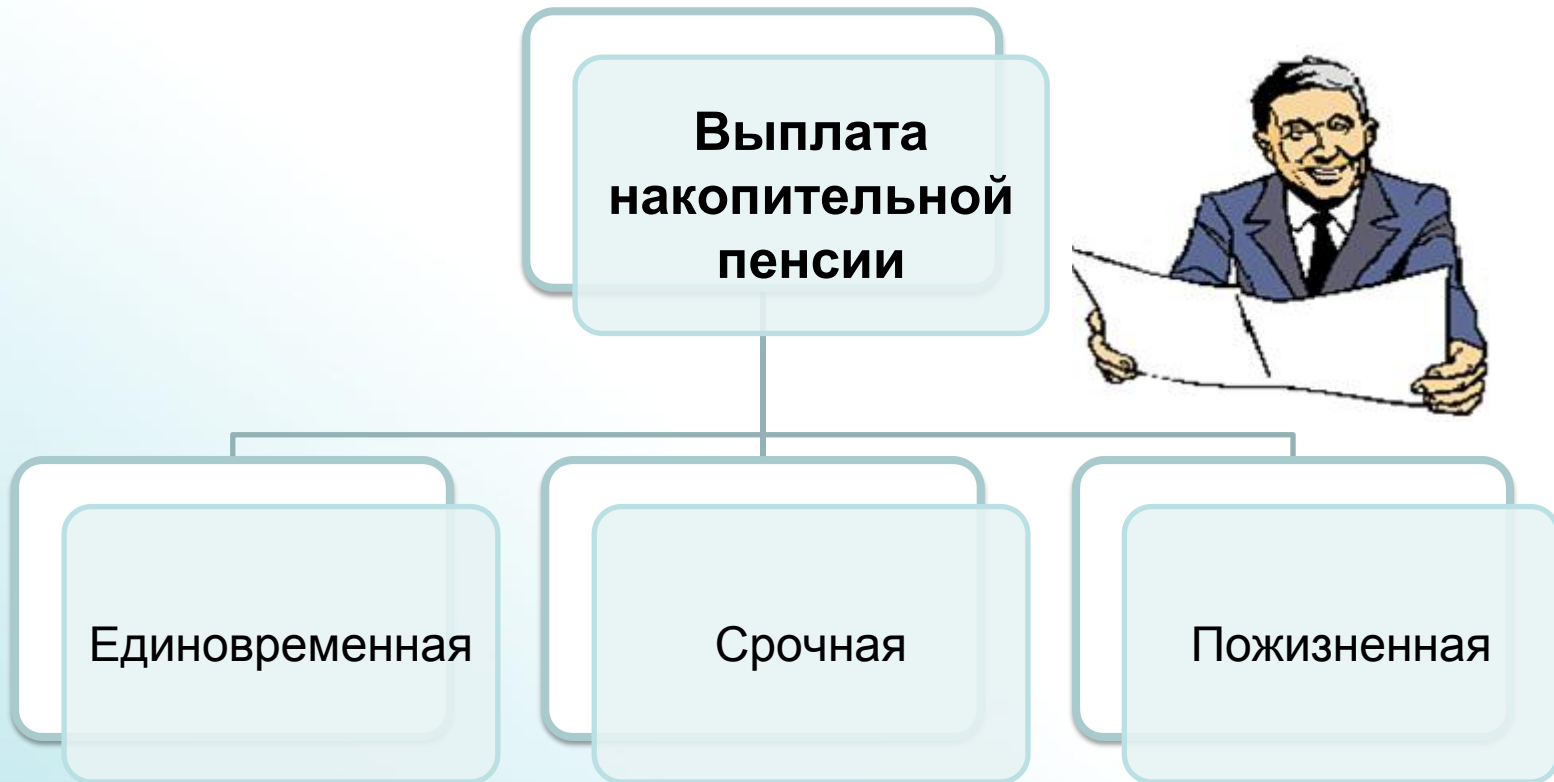 Выплата
накопительной
пенсии
Единовременная
Срочная
Пожизненная